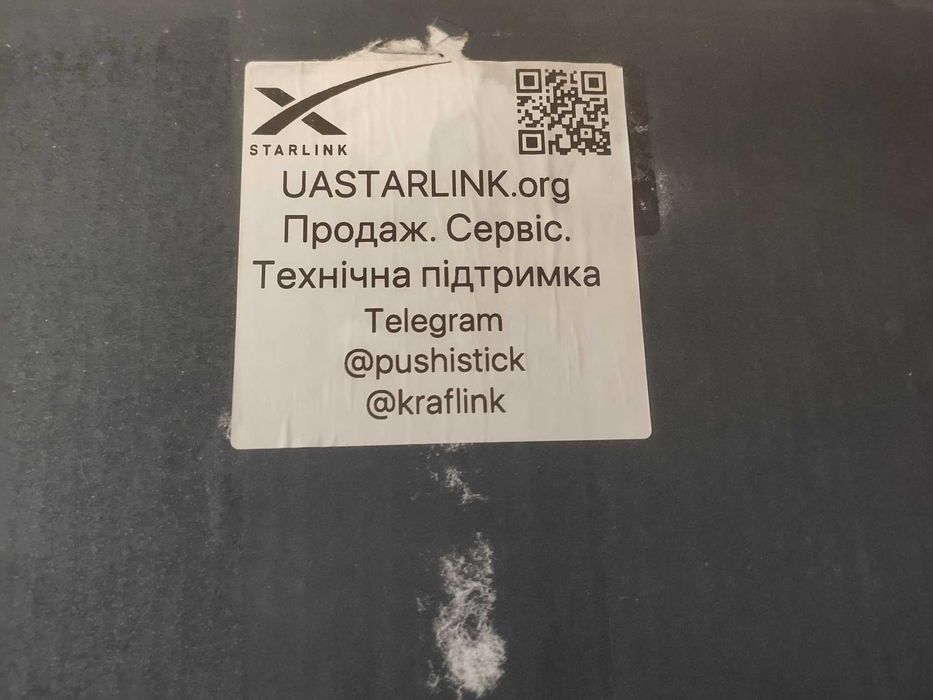 STARLINK
UASTARLINK.org
Продаж. Сервіс.
Технічна підтримка
Telegram
@pushistick
@kraflink